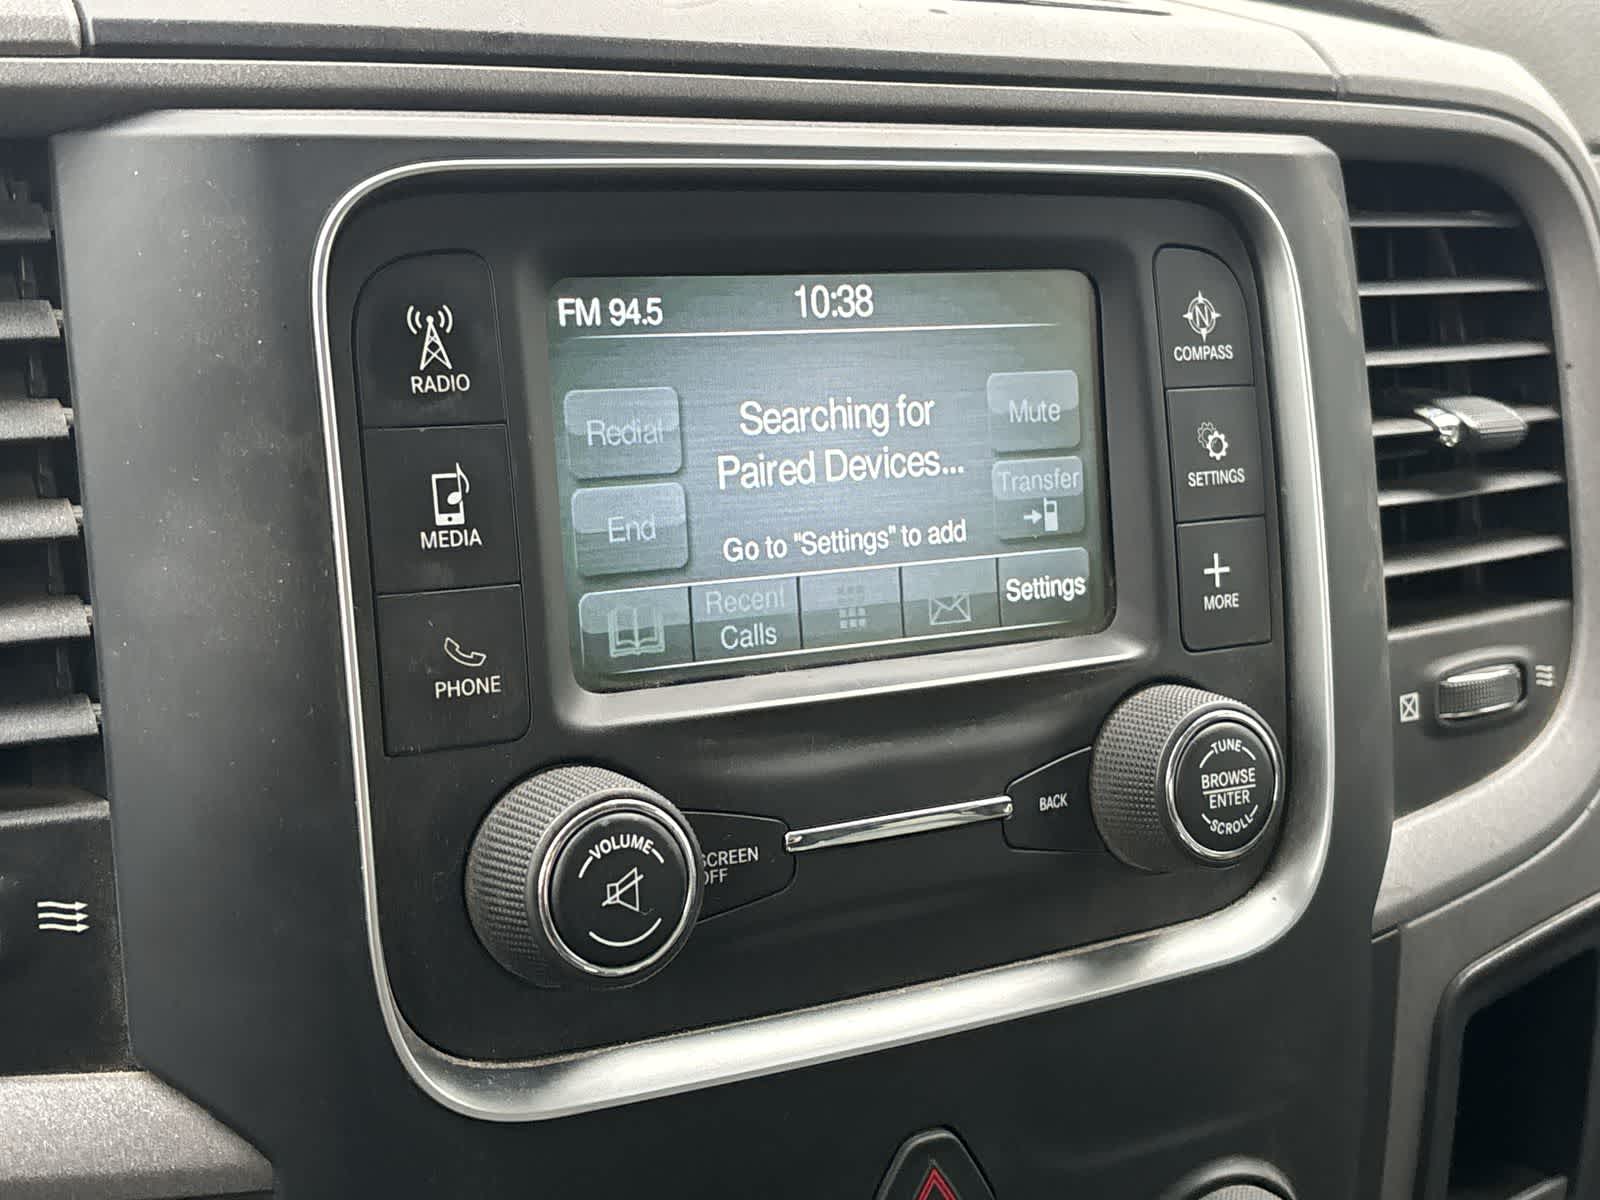 FM 94.5
10:38
RADIO
MEDIA
PHONE
Redial
End
Searching for
Paired Devices...
Go to "Settings" to add
Mute
Transfer
Recent
Calls
Settings
N
COMPASS
SETTINGS
MORE
VOLUME
SCREEN
OFF
BACK
TUNE
BROWSE
ENTER
SCROLL